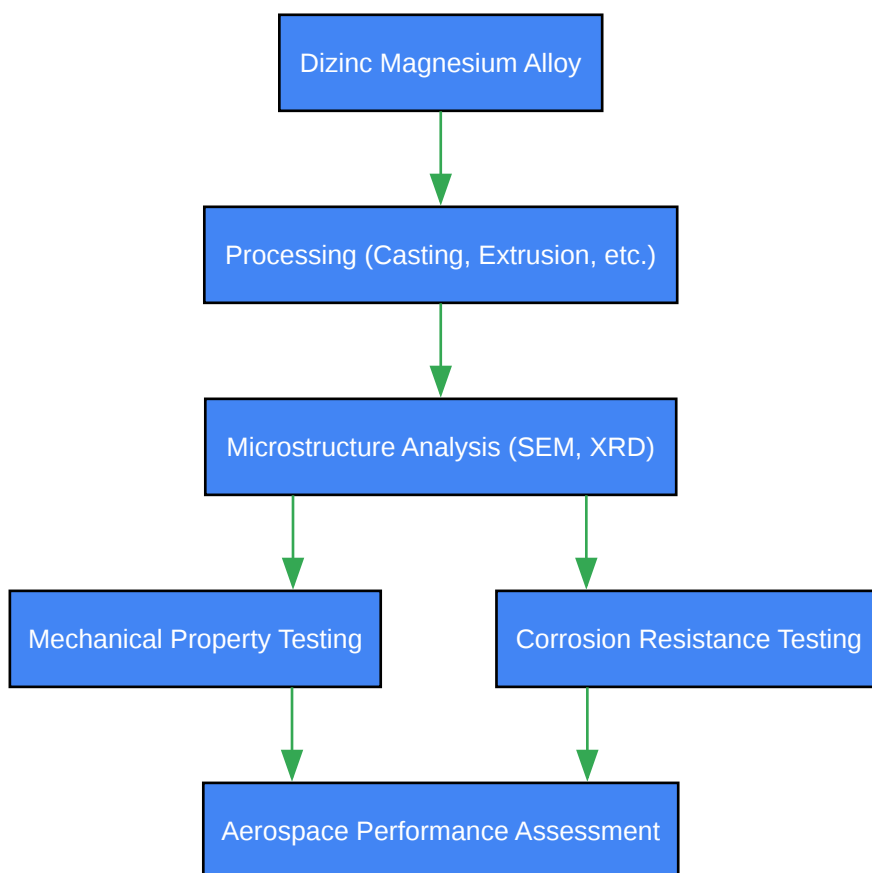 Dizinc Magnesium Alloy
Processing (Casting, Extrusion, etc.)
Microstructure Analysis (SEM, XRD)
Mechanical Property Testing
Corrosion Resistance Testing
Aerospace Performance Assessment